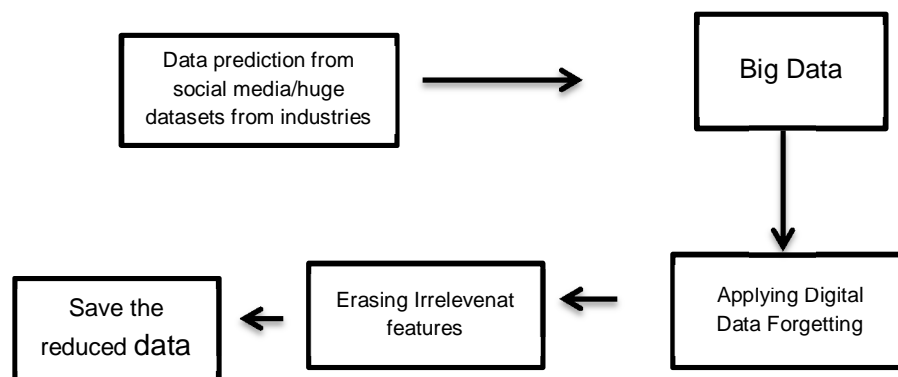 Data prediction from
social media/huge
datasets from industries
Big Data
Applying Digital
Data Forgetting
Erasing Irrelevenat
features
Save the
reduced data